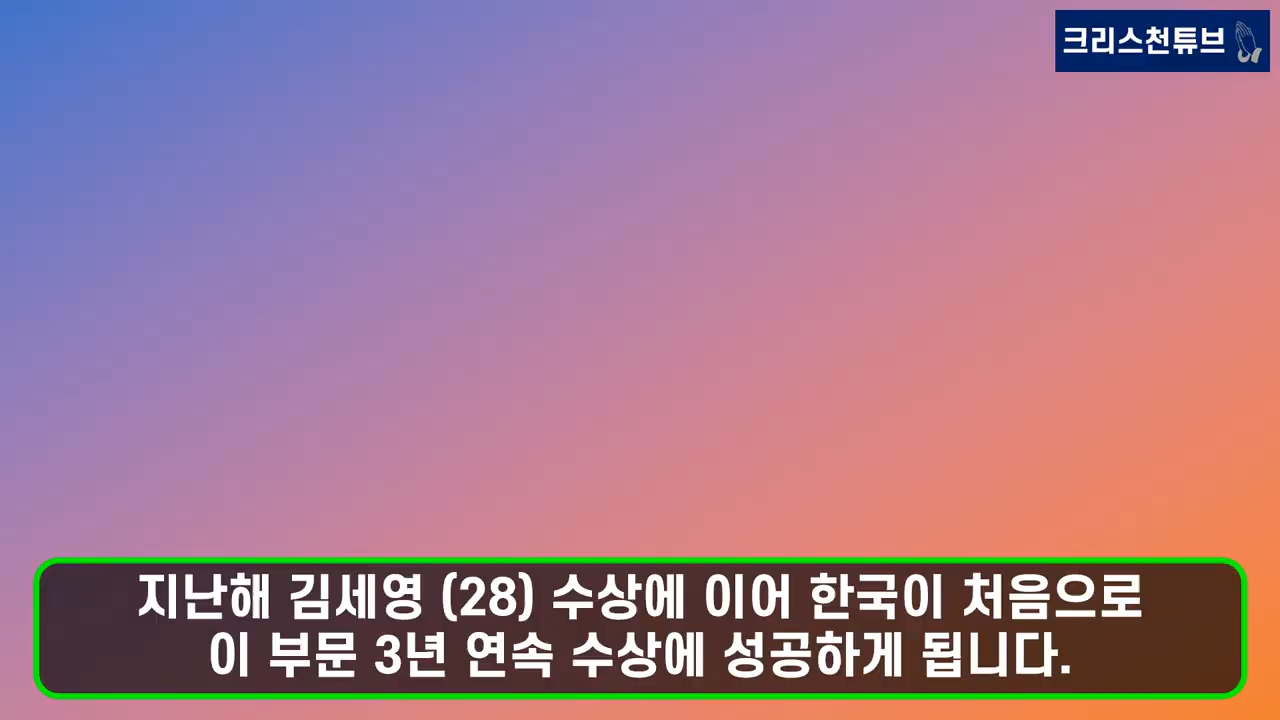 크리스천튜브
지난해 김세영 (28) 수상에 이어 한국이 처음으로
이 부문 3년 연속 수상에 성공하게 됩니다.